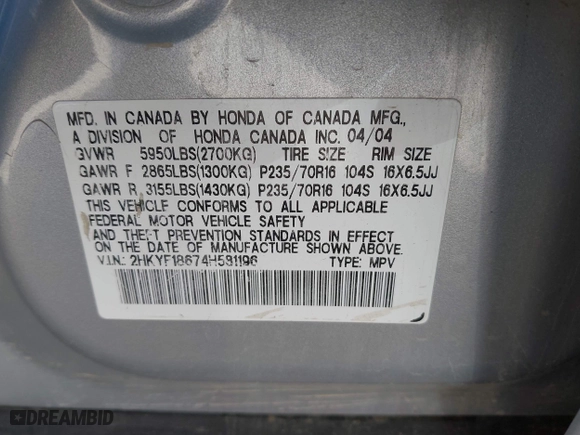 MFD. IN CANADA BY HONDA OF CANADA MFG.,
A DIVISION OF HONDA CANADA INC. 04/04
GVWR 5950LBS(2700KG) TIRE SIZE RIM SIZE
GAWR F 2865LBS(1300KG) P235/70R16 104S 16X6.5JJ
GAWR R 3155LBS(1430KG) P235/70R16 104S 16X6.5JJ
THIS VEHICLE CONFORMS TO ALL APPLICABLE
FEDERAL MOTOR VEHICLE SAFETY
AND THEFT PREVENTION STANDARDS IN EFFECT
ON THE DATE OF MANUFACTURE SHOWN ABOVE.
V.I.N.: 2HKYF18674H591196 TYPE: MPV
DREAMBID